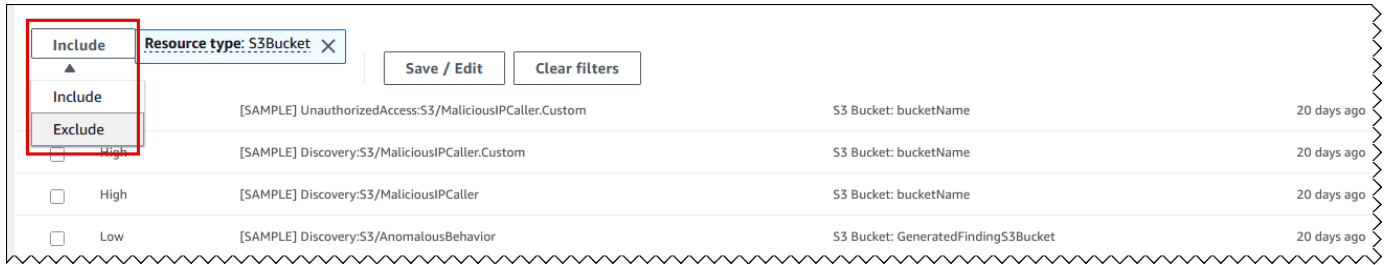 Include
Resource type: S3Bucket
Save / Edit
Clear filters
Include
[SAMPLE] UnauthorizedAccess:S3/MaliciousIPCaller.Custom S3 Bucket: bucketName 20 days ago
Exclude
High [SAMPLE] Discovery:S3/MaliciousIPCaller.Custom S3 Bucket: bucketName 20 days ago
High [SAMPLE] Discovery:S3/MaliciousIPCaller S3 Bucket: bucketName 20 days ago
Low [SAMPLE] Discovery:S3/AnomalousBehavior S3 Bucket: GeneratedFindingS3Bucket 20 days ago